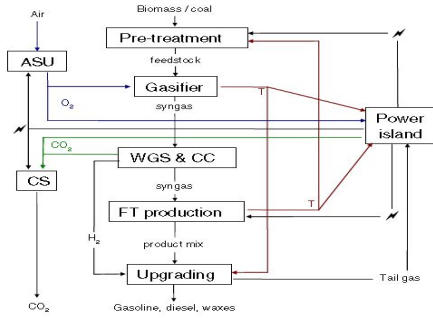 Biomass / coal
Air
Pre-treatment
ASU
feedstock
Gasifier
T
O2
syngas
Power
island
CO2
WGS & CC
CS
syngas
T
FT production
H2
product mix
Upgrading
Tail gas
CO2
Gasoline, diesel, waxes